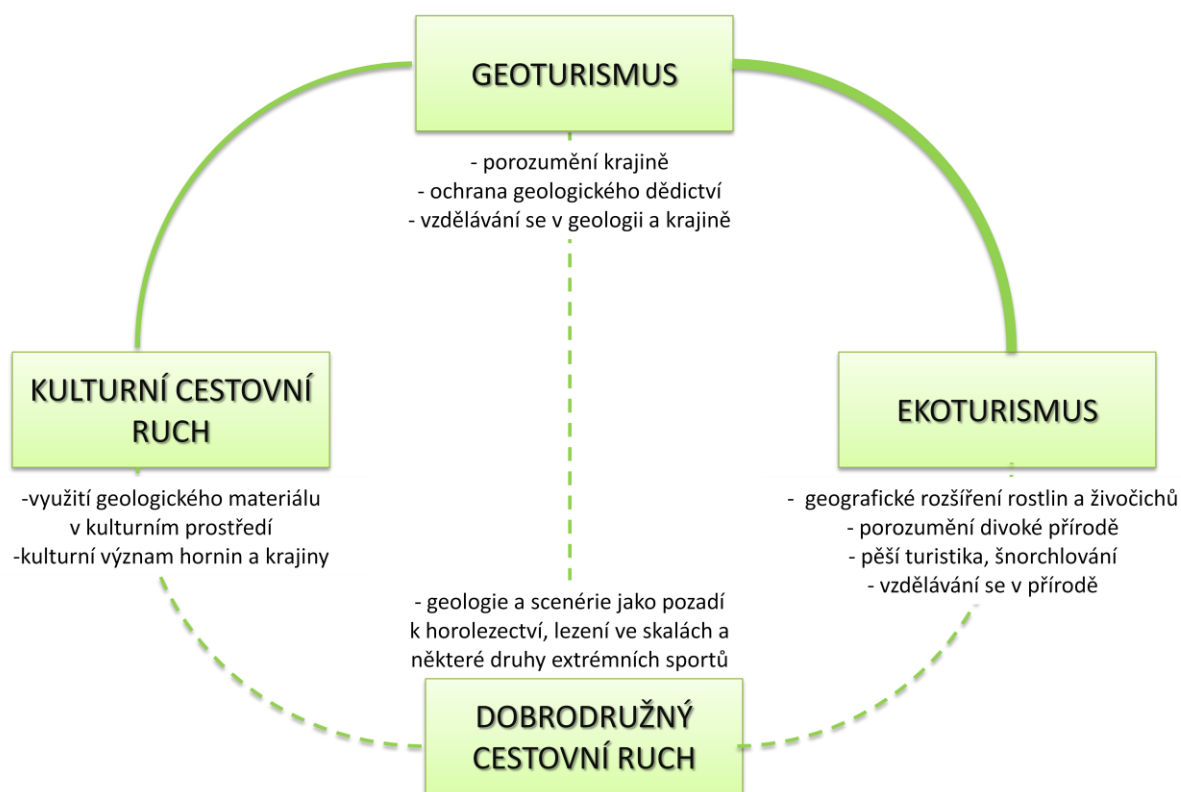 GEOTURISMUS
- porozumění krajině
- ochrana geologického dědictví
- vzdělávání se v geologii a krajině
KULTURNÍ CESTOVNÍ
RUCH
-využití geologického materiálu
v kulturním prostředí
-kulturní význam hornin a krajiny
EKOTURISMUS
- geografické rozšíření rostlin a živočichů
- porozumění divoké přírodě
- pěší turistika, šnorchlování
- vzdělávání se v přírodě
- geologie a scenérie jako pozadí
k horolezectví, lezení ve skalách a
některé druhy extrémních sportů
DOBRODRUŽNÝ
CESTOVNÍ RUCH